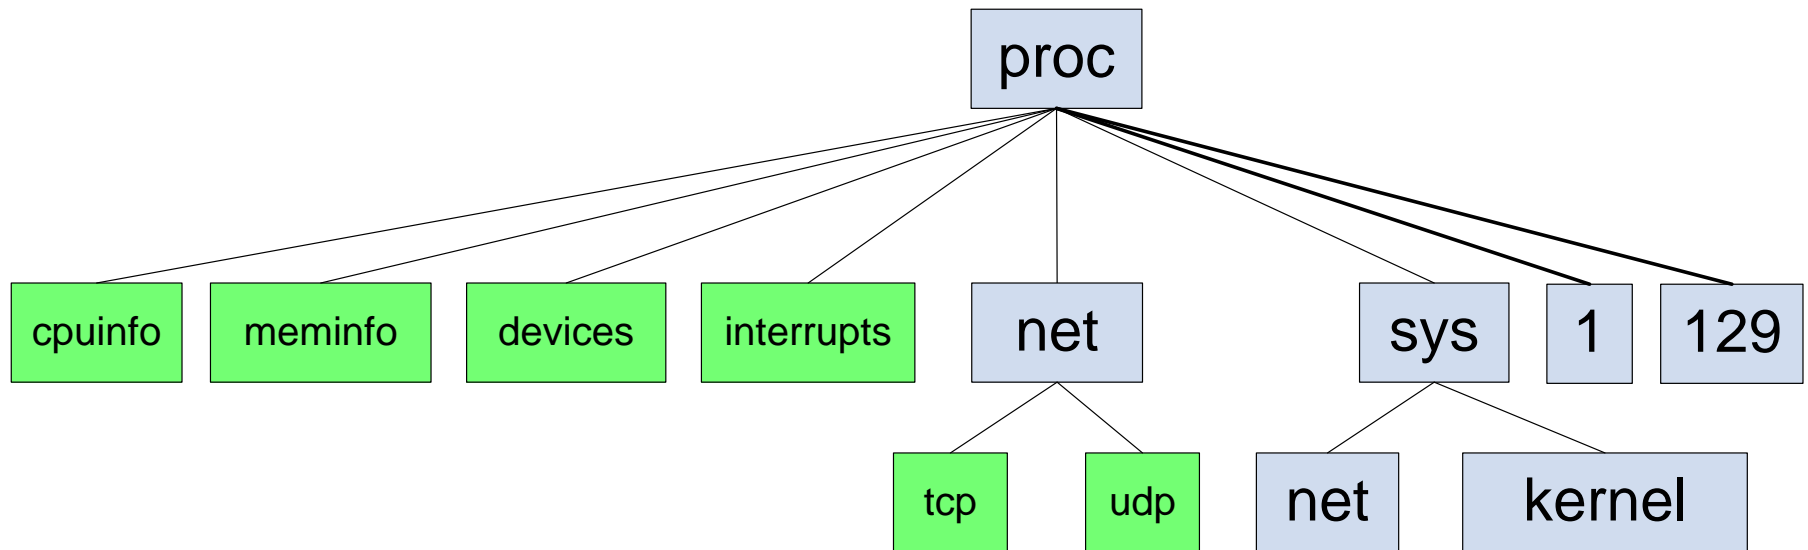 proc
cpuinfo
meminfo
devices
interrupts
net
sys
1
129
tcp
udp
net
kernel